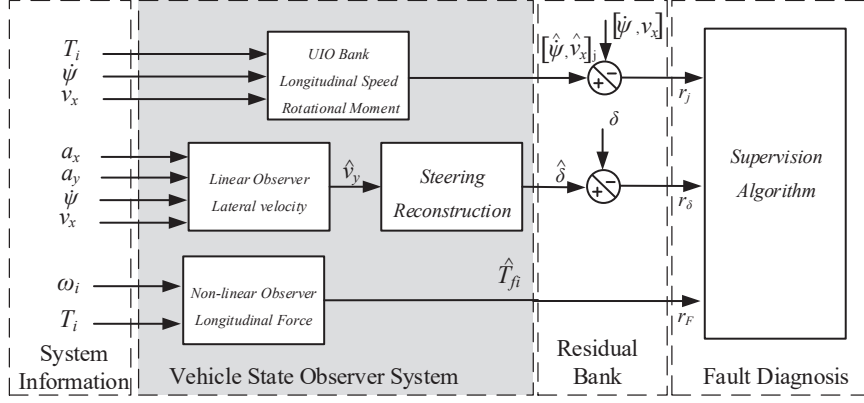 T_i
ψ̇
v_x
UIO Bank
Longitudinal Speed
Rotational Moment
[ψ̇̂, v̂_x]_j
[ψ̇, v_x]
+ −
r_j
a_x
a_y
ψ̇
v_x
Linear Observer
Lateral velocity
v̂_y
Steering
Reconstruction
δ̂
δ
+ −
r_δ
Supervision
Algorithm
ω_i
T_i
Non-linear Observer
Longitudinal Force
T̂_fi
r_F
System
Information
Vehicle State Observer System
Residual
Bank
Fault Diagnosis